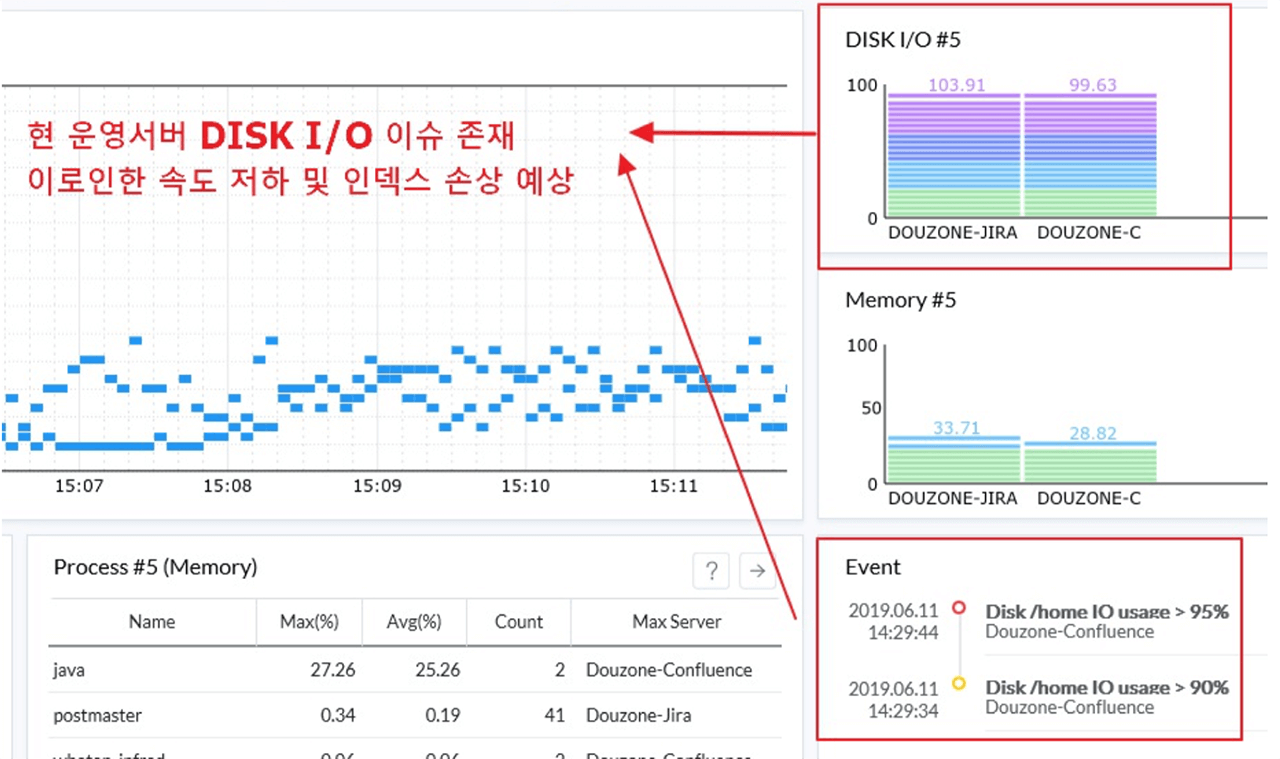 현 운영서버 DISK I/O 이슈 존재
이로인한 속도 저하 및 인덱스 손상 예상
15:07 15:08 15:09 15:10 15:11
DISK I/O #5
103.91 99.63
100
0
DOUZONE-JIRA DOUZONE-C
Memory #5
100
50
33.71 28.82
0
DOUZONE-JIRA DOUZONE-C
Process #5 (Memory)
? →
Name Max(%) Avg(%) Count Max Server
java 27.26 25.26 2 Douzone-Confluence
postmaster 0.34 0.19 41 Douzone-Jira
Event
2019.06.11 Disk /home IO usage > 95%
14:29:44 Douzone-Confluence
2019.06.11 Disk /home IO usage > 90%
14:29:34 Douzone-Confluence